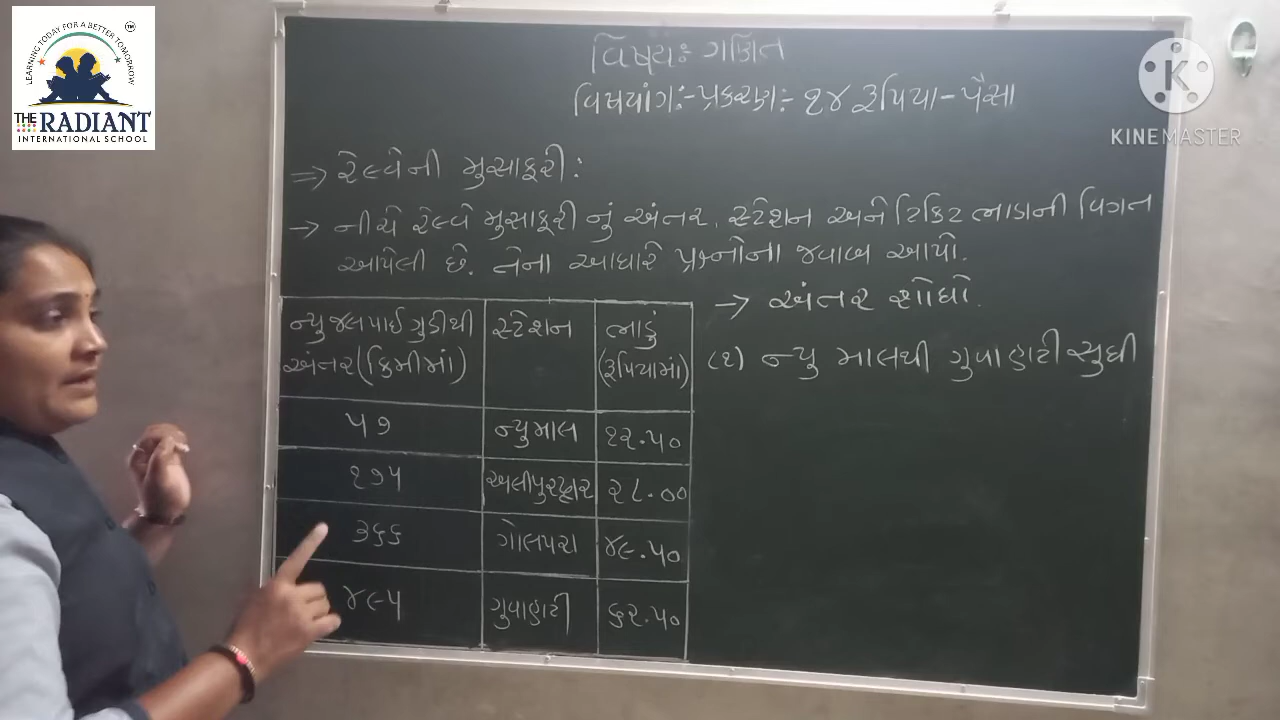 LEARNING TODAY FOR A BETTER TOMORROW
TM
THE RADIANT
INTERNATIONAL SCHOOL
KINEMASTER
વિષય:- ગણિત
વિષયાંગ:- પ્રકરણ:- ૧૪ રૂપિયા - પૈસા
⇒ રેલ્વેની મુસાફરી :
→ નીચે રેલ્વે મુસાફરી નું અંતર, સ્ટેશન અને ટિકિટ ભાડાની વિગત
આપેલી છે. તેના આધારે પ્રશ્નોના જવાબ આપો.
ન્યુ જલપાઈ ગુડીથી અંતર (કિમીમાં) સ્ટેશન ભાડું (રૂપિયામાં)
૫૭ ન્યુમાલ ૧૨.૫૦
૧૭૫ અલીપુરદ્વાર ૨૮.૦૦
૩૬૬ ગોલપરા ૪૯.૫૦
૪૯૫ ગુવાહાટી ૬૨.૫૦
→ અંતર શોધો.
(૧) ન્યુ માલથી ગુવાહાટી સુધી